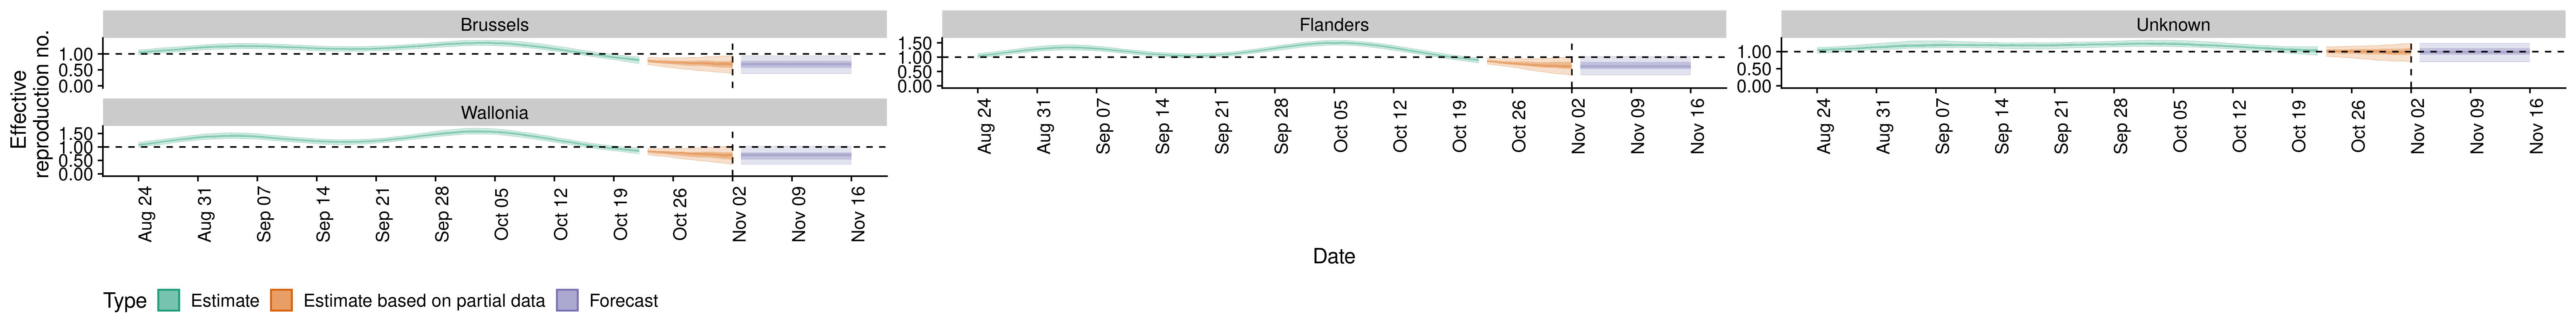 Brussels
Flanders
Unknown
Effective
reproduction no.
1.00
0.50
0.00
1.50
1.00
0.50
0.00
1.00
0.50
0.00
Aug 24 Aug 31 Sep 07 Sep 14 Sep 21 Sep 28 Oct 05 Oct 12 Oct 19 Oct 26 Nov 02 Nov 09 Nov 16
Aug 24 Aug 31 Sep 07 Sep 14 Sep 21 Sep 28 Oct 05 Oct 12 Oct 19 Oct 26 Nov 02 Nov 09 Nov 16
Wallonia
1.50
1.00
0.50
0.00
Aug 24 Aug 31 Sep 07 Sep 14 Sep 21 Sep 28 Oct 05 Oct 12 Oct 19 Oct 26 Nov 02 Nov 09 Nov 16
Date
Type Estimate Estimate based on partial data Forecast